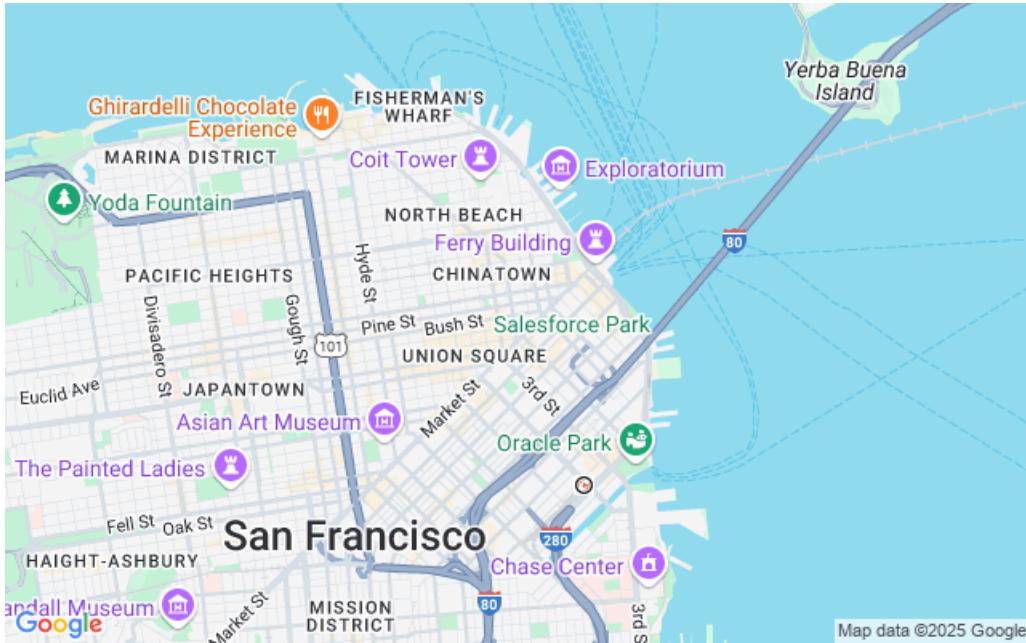 Yerba Buena
Island
Ghirardelli Chocolate
Experience
FISHERMAN'S
WHARF
MARINA DISTRICT
Coit Tower
Exploratorium
Yoda Fountain
NORTH BEACH
Ferry Building
80
PACIFIC HEIGHTS
Hyde St
CHINATOWN
Divisadero St
Gough St
Pine St
Bush St
Salesforce Park
101
UNION SQUARE
Euclid Ave
JAPANTOWN
Market St
3rd St
Asian Art Museum
Oracle Park
The Painted Ladies
Fell St
Oak St
San Francisco
280
HAIGHT-ASHBURY
Chase Center
80
andall Museum
Market St
MISSION
DISTRICT
3rd St
Google
Map data ©2025 Google